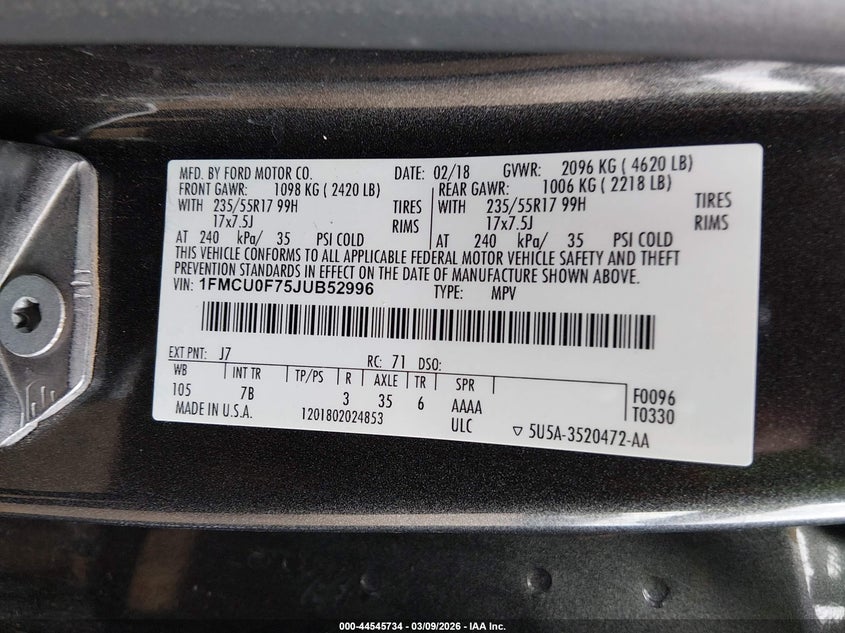 MFD. BY FORD MOTOR CO. DATE: 02/18 GVWR: 2096 KG ( 4620 LB)
FRONT GAWR: 1098 KG ( 2420 LB) REAR GAWR: 1006 KG ( 2218 LB)
WITH 235/55R17 99H TIRES WITH 235/55R17 99H TIRES
17x7.5J RIMS 17x7.5J RIMS
AT 240 kPa/ 35 PSI COLD AT 240 kPa/ 35 PSI COLD
THIS VEHICLE CONFORMS TO ALL APPLICABLE FEDERAL MOTOR VEHICLE SAFETY AND THEFT
PREVENTION STANDARDS IN EFFECT ON THE DATE OF MANUFACTURE SHOWN ABOVE.
VIN: 1FMCU0F75JUB52996 TYPE: MPV
EXT PNT: J7 RC: 71 DSO:
WB INT TR TP/PS R AXLE TR SPR
105 7B 3 35 6 AAAA F0096
MADE IN U.S.A. 1201802024853 ULC T0330
▽ 5U5A-3520472-AA
000-44545734 / 03/09/2026 - IAA Inc.